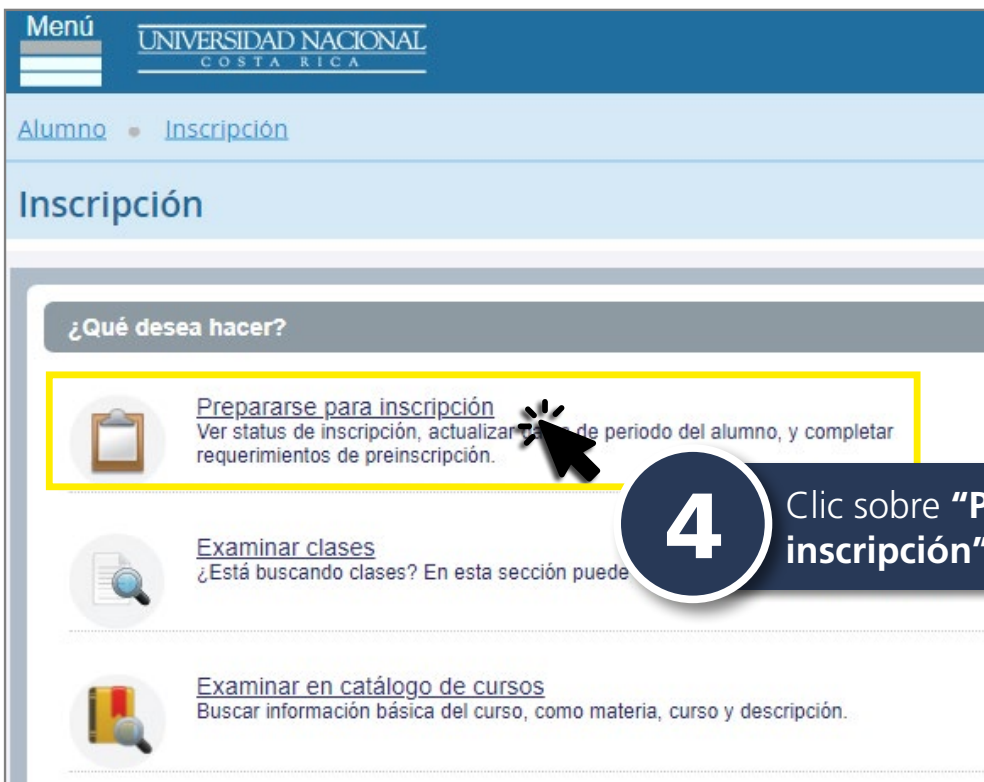 Menú
UNIVERSIDAD NACIONAL
COSTA RICA
Alumno • Inscripción
Inscripción
¿Qué desea hacer?
Prepararse para inscripción
Ver status de inscripción, actualizar de periodo del alumno, y completar
requerimientos de preinscripción.
4
Clic sobre "P
inscripción"
Examinar clases
¿Está buscando clases? En esta sección puede
Examinar en catálogo de cursos
Buscar información básica del curso, como materia, curso y descripción.